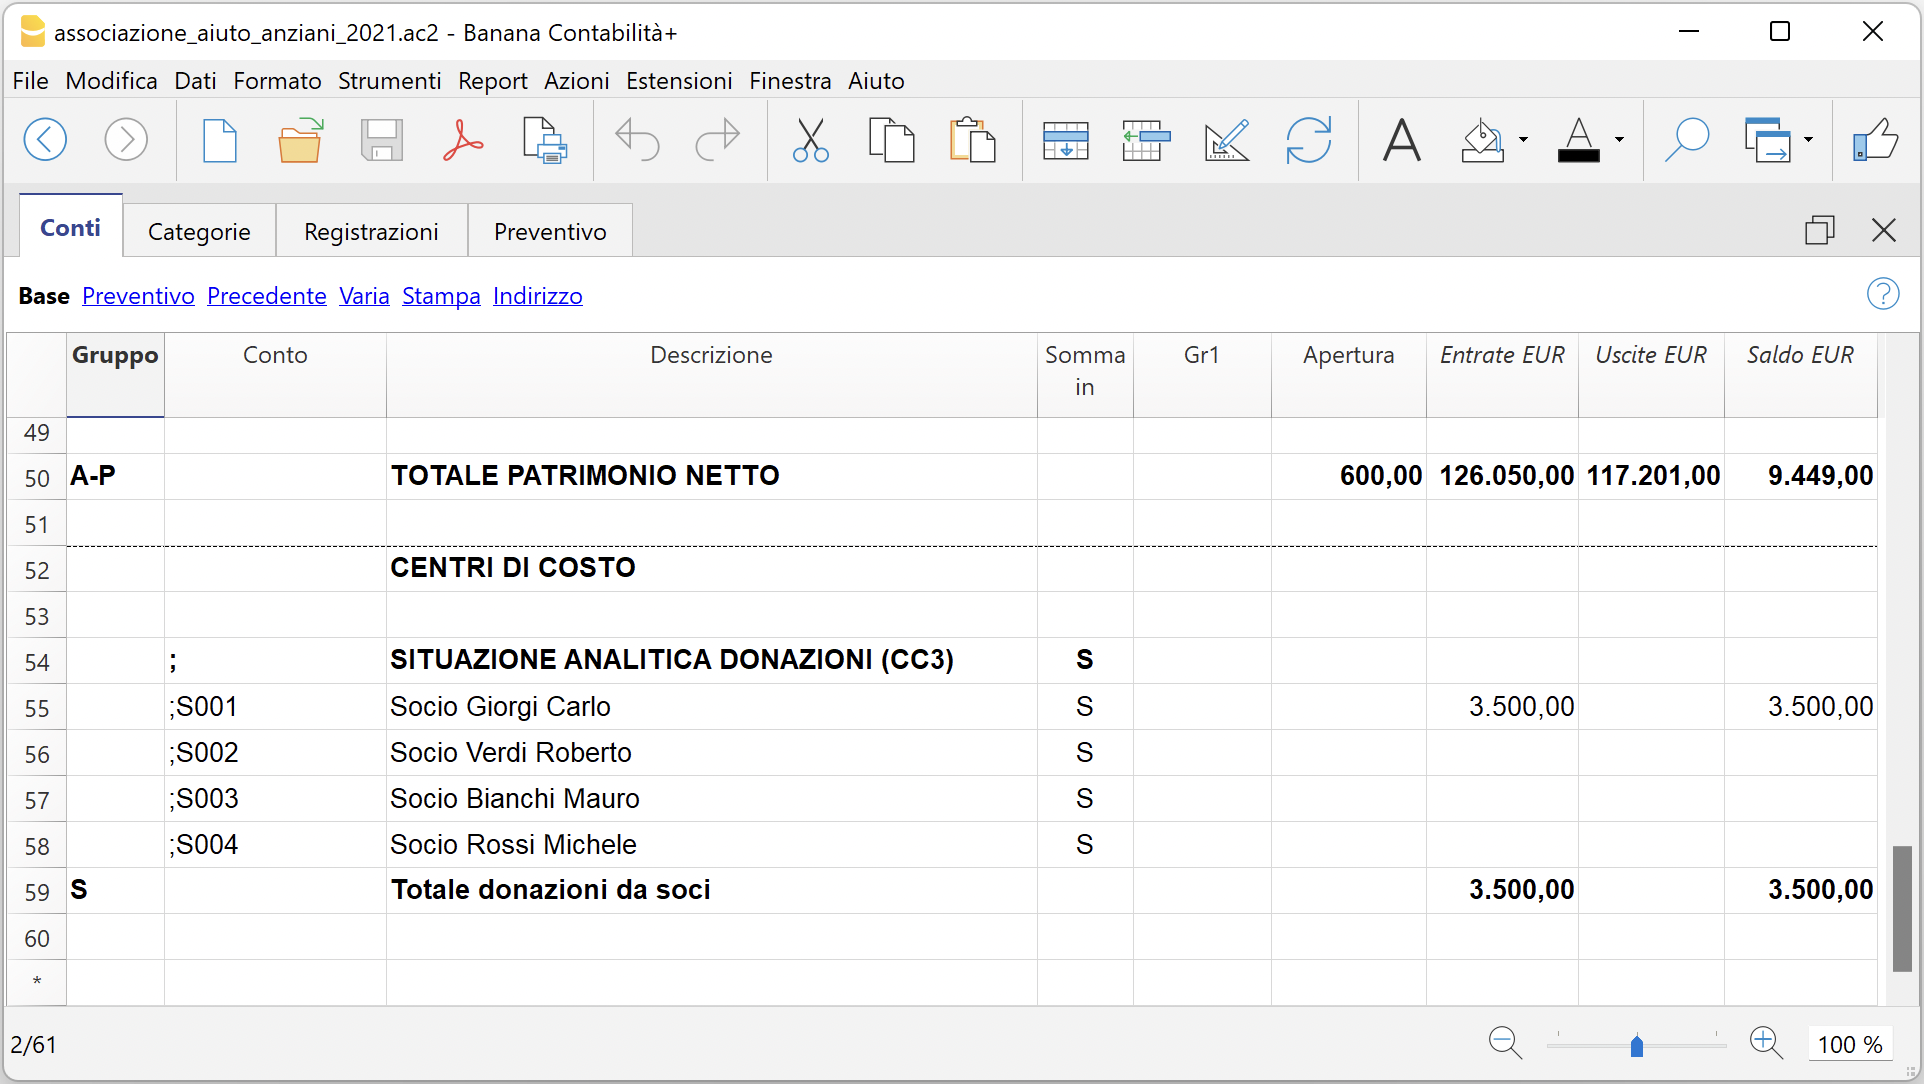 associazione_aiuto_anziani_2021.ac2 - Banana Contabilità+
File Modifica Dati Formato Strumenti Report Azioni Estensioni Finestra Aiuto
Conti Categorie Registrazioni Preventivo
Base Preventivo Precedente Varia Stampa Indirizzo
Gruppo Conto Descrizione Somma in Gr1 Apertura Entrate EUR Uscite EUR Saldo EUR
49
50 A-P TOTALE PATRIMONIO NETTO 600,00 126.050,00 117.201,00 9.449,00
51
52 CENTRI DI COSTO
53
54 ; SITUAZIONE ANALITICA DONAZIONI (CC3) S
55 ;S001 Socio Giorgi Carlo S 3.500,00 3.500,00
56 ;S002 Socio Verdi Roberto S
57 ;S003 Socio Bianchi Mauro S
58 ;S004 Socio Rossi Michele S
59 S Totale donazioni da soci 3.500,00 3.500,00
60
*
2/61 100 %